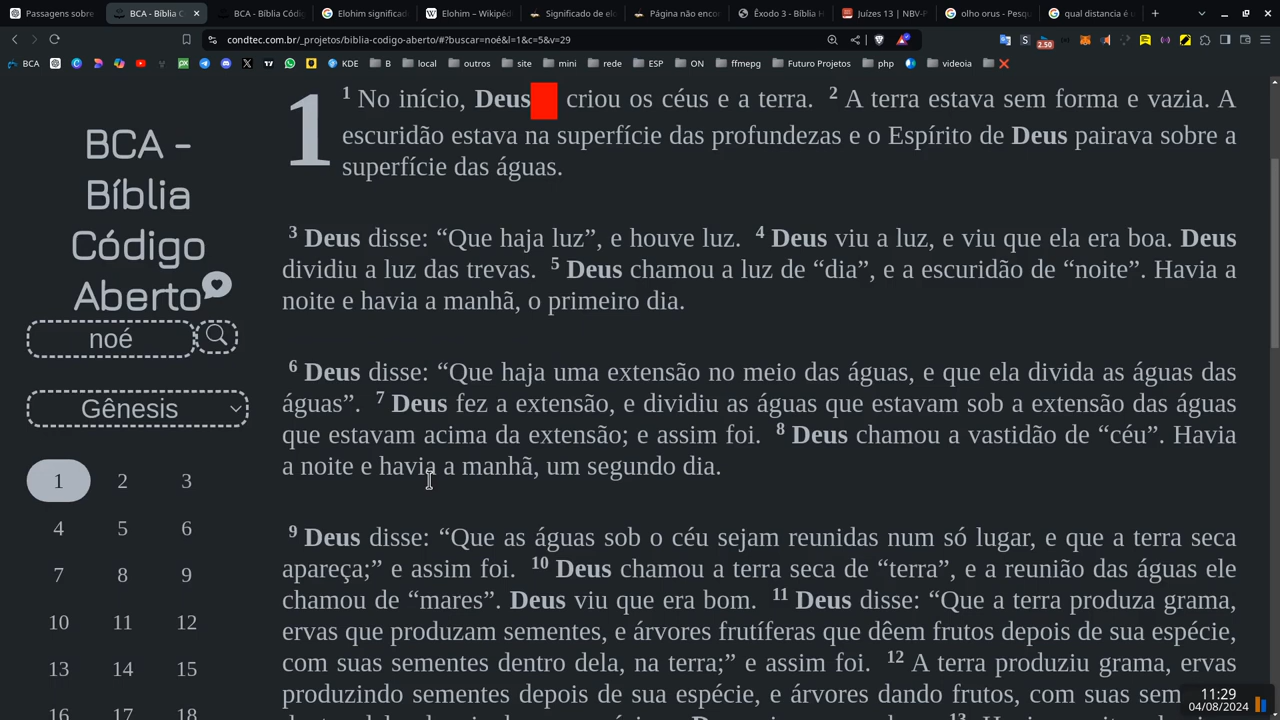 Passagens sobre
BCA - Bíblia C
BCA - Bíblia Códi
Elohim significad
Elohim – Wikipéd
Significado de elo
Página não enco
Êxodo 3 - Bíblia H
Juízes 13 | NBV-P
olho orus - Pesqu
qual distancia é u
condtec.com.br/_projetos/biblia-codigo-aberto/#?buscar=noé&l=1&c=5&v=29
2.50
BCA
KDE
B
local
outros
site
mini
rede
ESP
ON
ffmepg
Futuro Projetos
php
videoia
BCA -
Bíblia
Código
Aberto
noé
Gênesis
1 2 3
4 5 6
7 8 9
10 11 12
13 14 15
16 17 18
1
1 No início, Deus criou os céus e a terra. 2 A terra estava sem forma e vazia. A
escuridão estava na superfície das profundezas e o Espírito de Deus pairava sobre a
superfície das águas.
3 Deus disse: “Que haja luz”, e houve luz. 4 Deus viu a luz, e viu que ela era boa. Deus
dividiu a luz das trevas. 5 Deus chamou a luz de “dia”, e a escuridão de “noite”. Havia a
noite e havia a manhã, o primeiro dia.
6 Deus disse: “Que haja uma extensão no meio das águas, e que ela divida as águas das
águas”. 7 Deus fez a extensão, e dividiu as águas que estavam sob a extensão das águas
que estavam acima da extensão; e assim foi. 8 Deus chamou a vastidão de “céu”. Havia
a noite e havia a manhã, um segundo dia.
9 Deus disse: “Que as águas sob o céu sejam reunidas num só lugar, e que a terra seca
apareça;” e assim foi. 10 Deus chamou a terra seca de “terra”, e a reunião das águas ele
chamou de “mares”. Deus viu que era bom. 11 Deus disse: “Que a terra produza grama,
ervas que produzam sementes, e árvores frutíferas que dêem frutos depois de sua espécie,
com suas sementes dentro dela, na terra;” e assim foi. 12 A terra produziu grama, ervas
produzindo sementes depois de sua espécie, e árvores dando frutos, com suas sem
11:29
04/08/2024